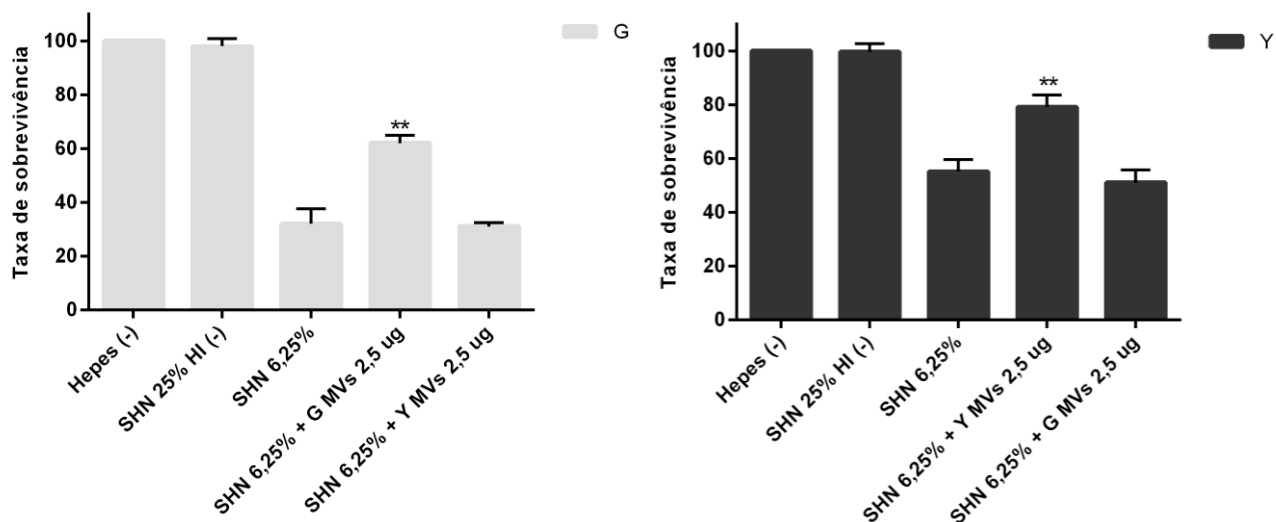 G
Taxa de sobrevivência
100
80
60
40
20
0
**
Hepes (-)
SHN 25% HI (-)
SHN 6,25%
SHN 6,25% + G MVs 2,5 ug
SHN 6,25% + Y MVs 2,5 ug
Y
Taxa de sobrevivência
100
80
60
40
20
0
**
Hepes (-)
SHN 25% HI (-)
SHN 6,25%
SHN 6,25% + Y MVs 2,5 ug
SHN 6,25% + G MVs 2,5 ug